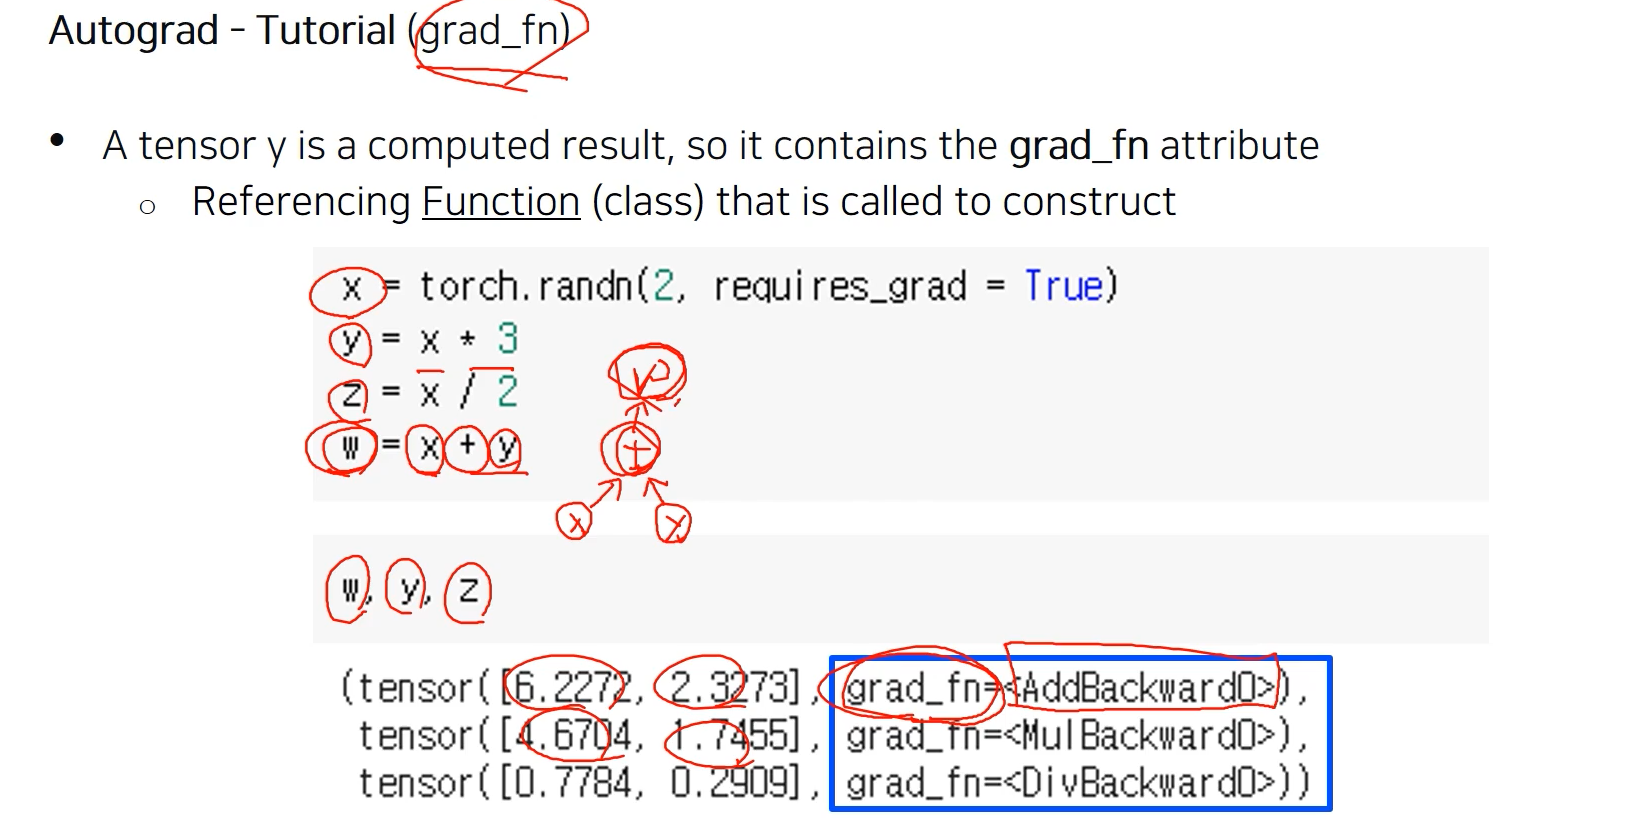 Autograd - Tutorial (grad_fn)
• A tensor y is a computed result, so it contains the grad_fn attribute
○ Referencing Function (class) that is called to construct
x = torch.randn(2, requires_grad = True)
y = x * 3
z = x / 2
w = x + y
+
x y
w, y, z
(tensor([6.2272, 2.3273], grad_fn=<AddBackward0>),
tensor([4.6704, 1.7455], grad_fn=<MulBackward0>),
tensor([0.7784, 0.2909], grad_fn=<DivBackward0>))